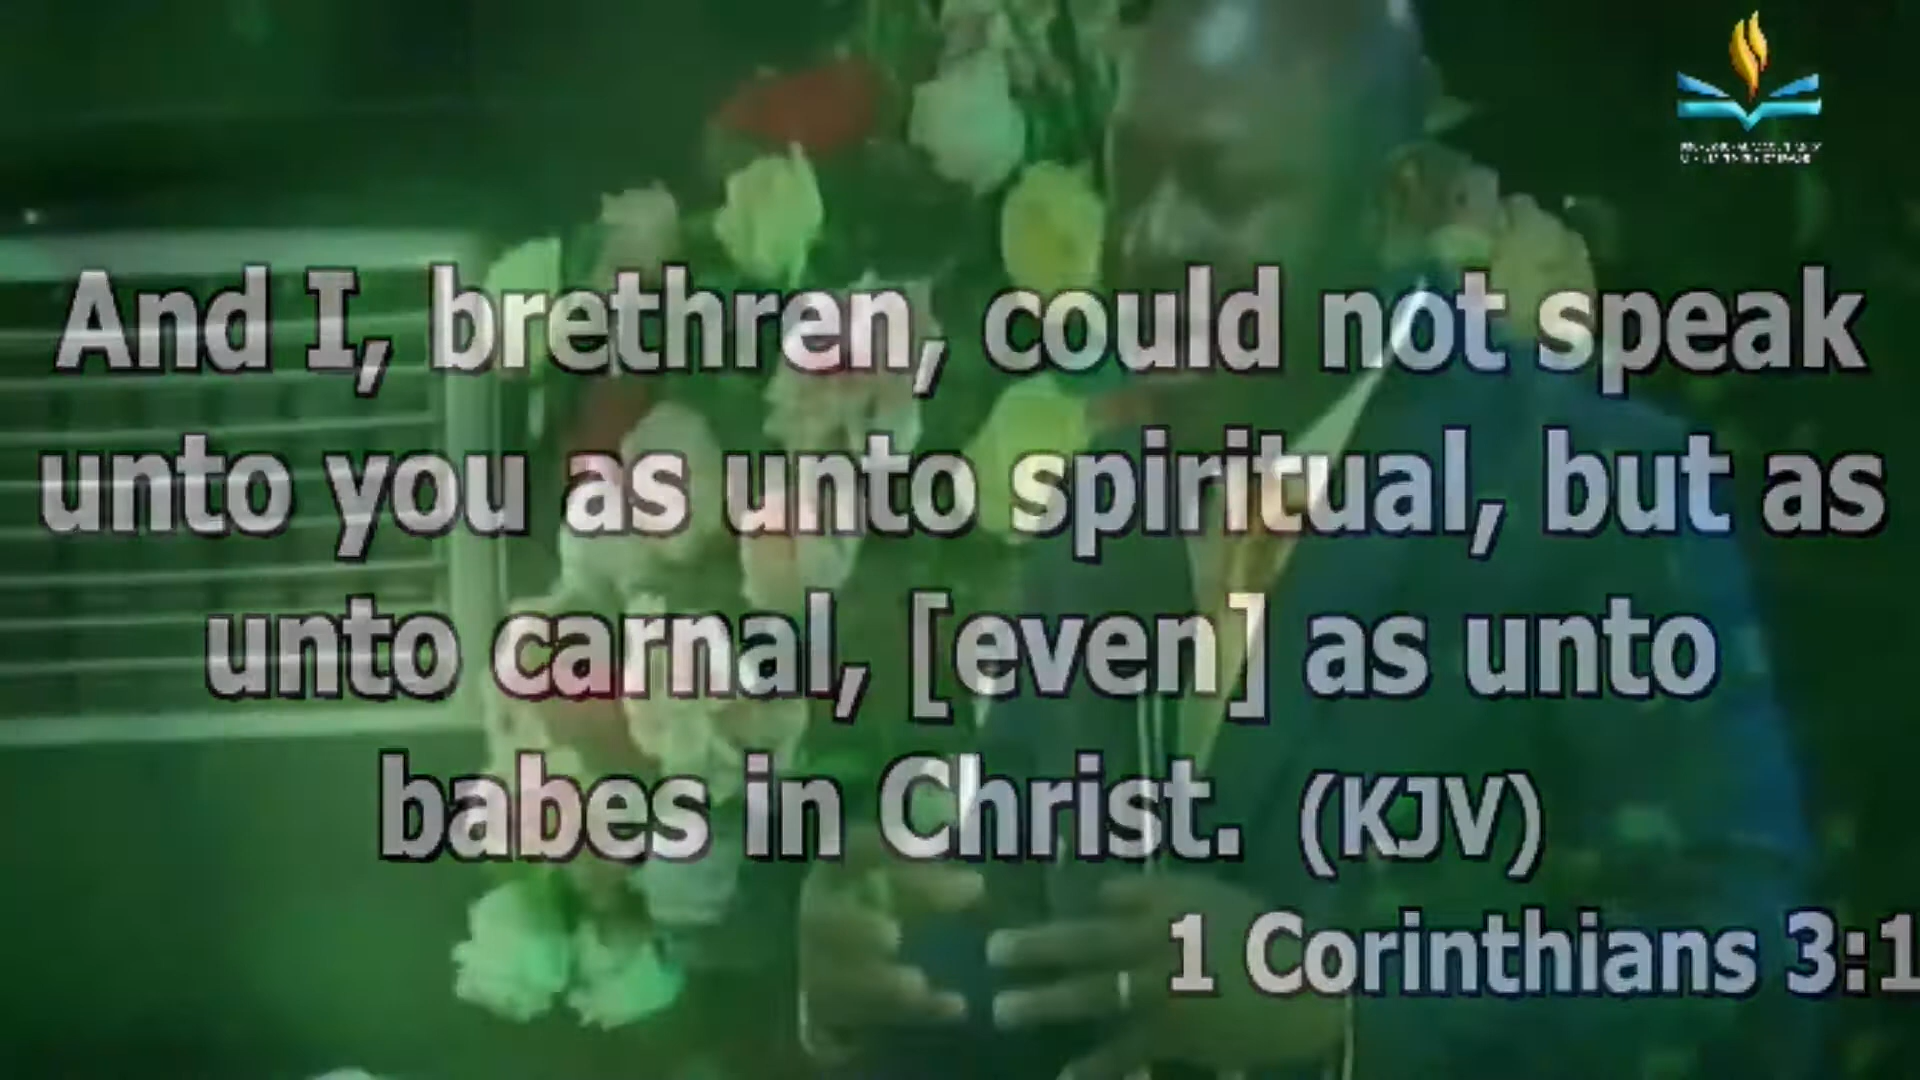 And I, brethren, could not speak
unto you as unto spiritual, but as
unto carnal, [even] as unto
babes in Christ. (KJV)
1 Corinthians 3:1